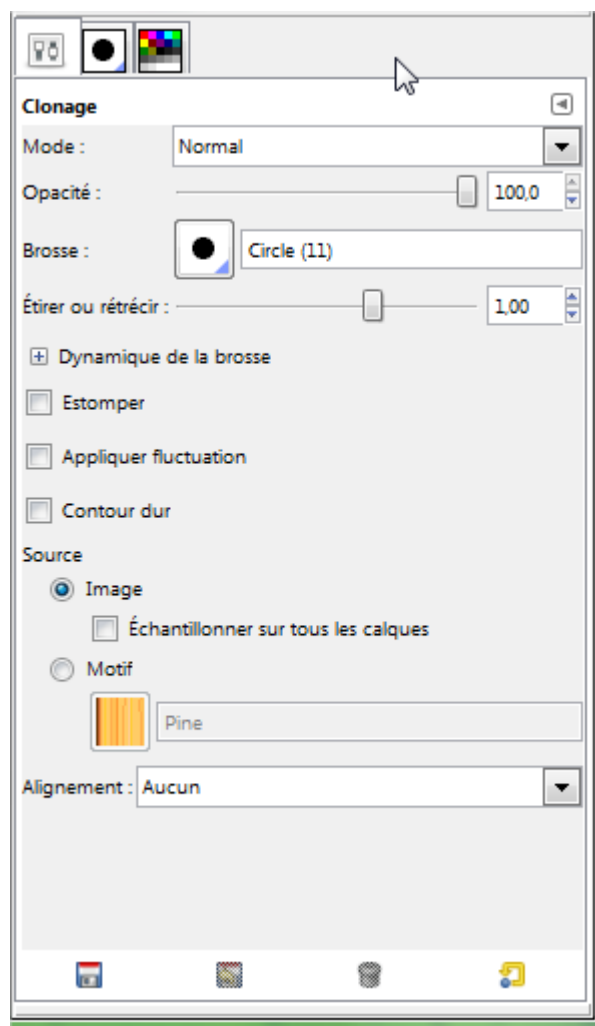 Clonage
Mode : Normal
Opacité : 100,0
Brosse : Circle (11)
Étirer ou rétrécir : 1,00
Dynamique de la brosse
Estomper
Appliquer fluctuation
Contour dur
Source
Image
Échantillonner sur tous les calques
Motif
Pine
Alignement : Aucun